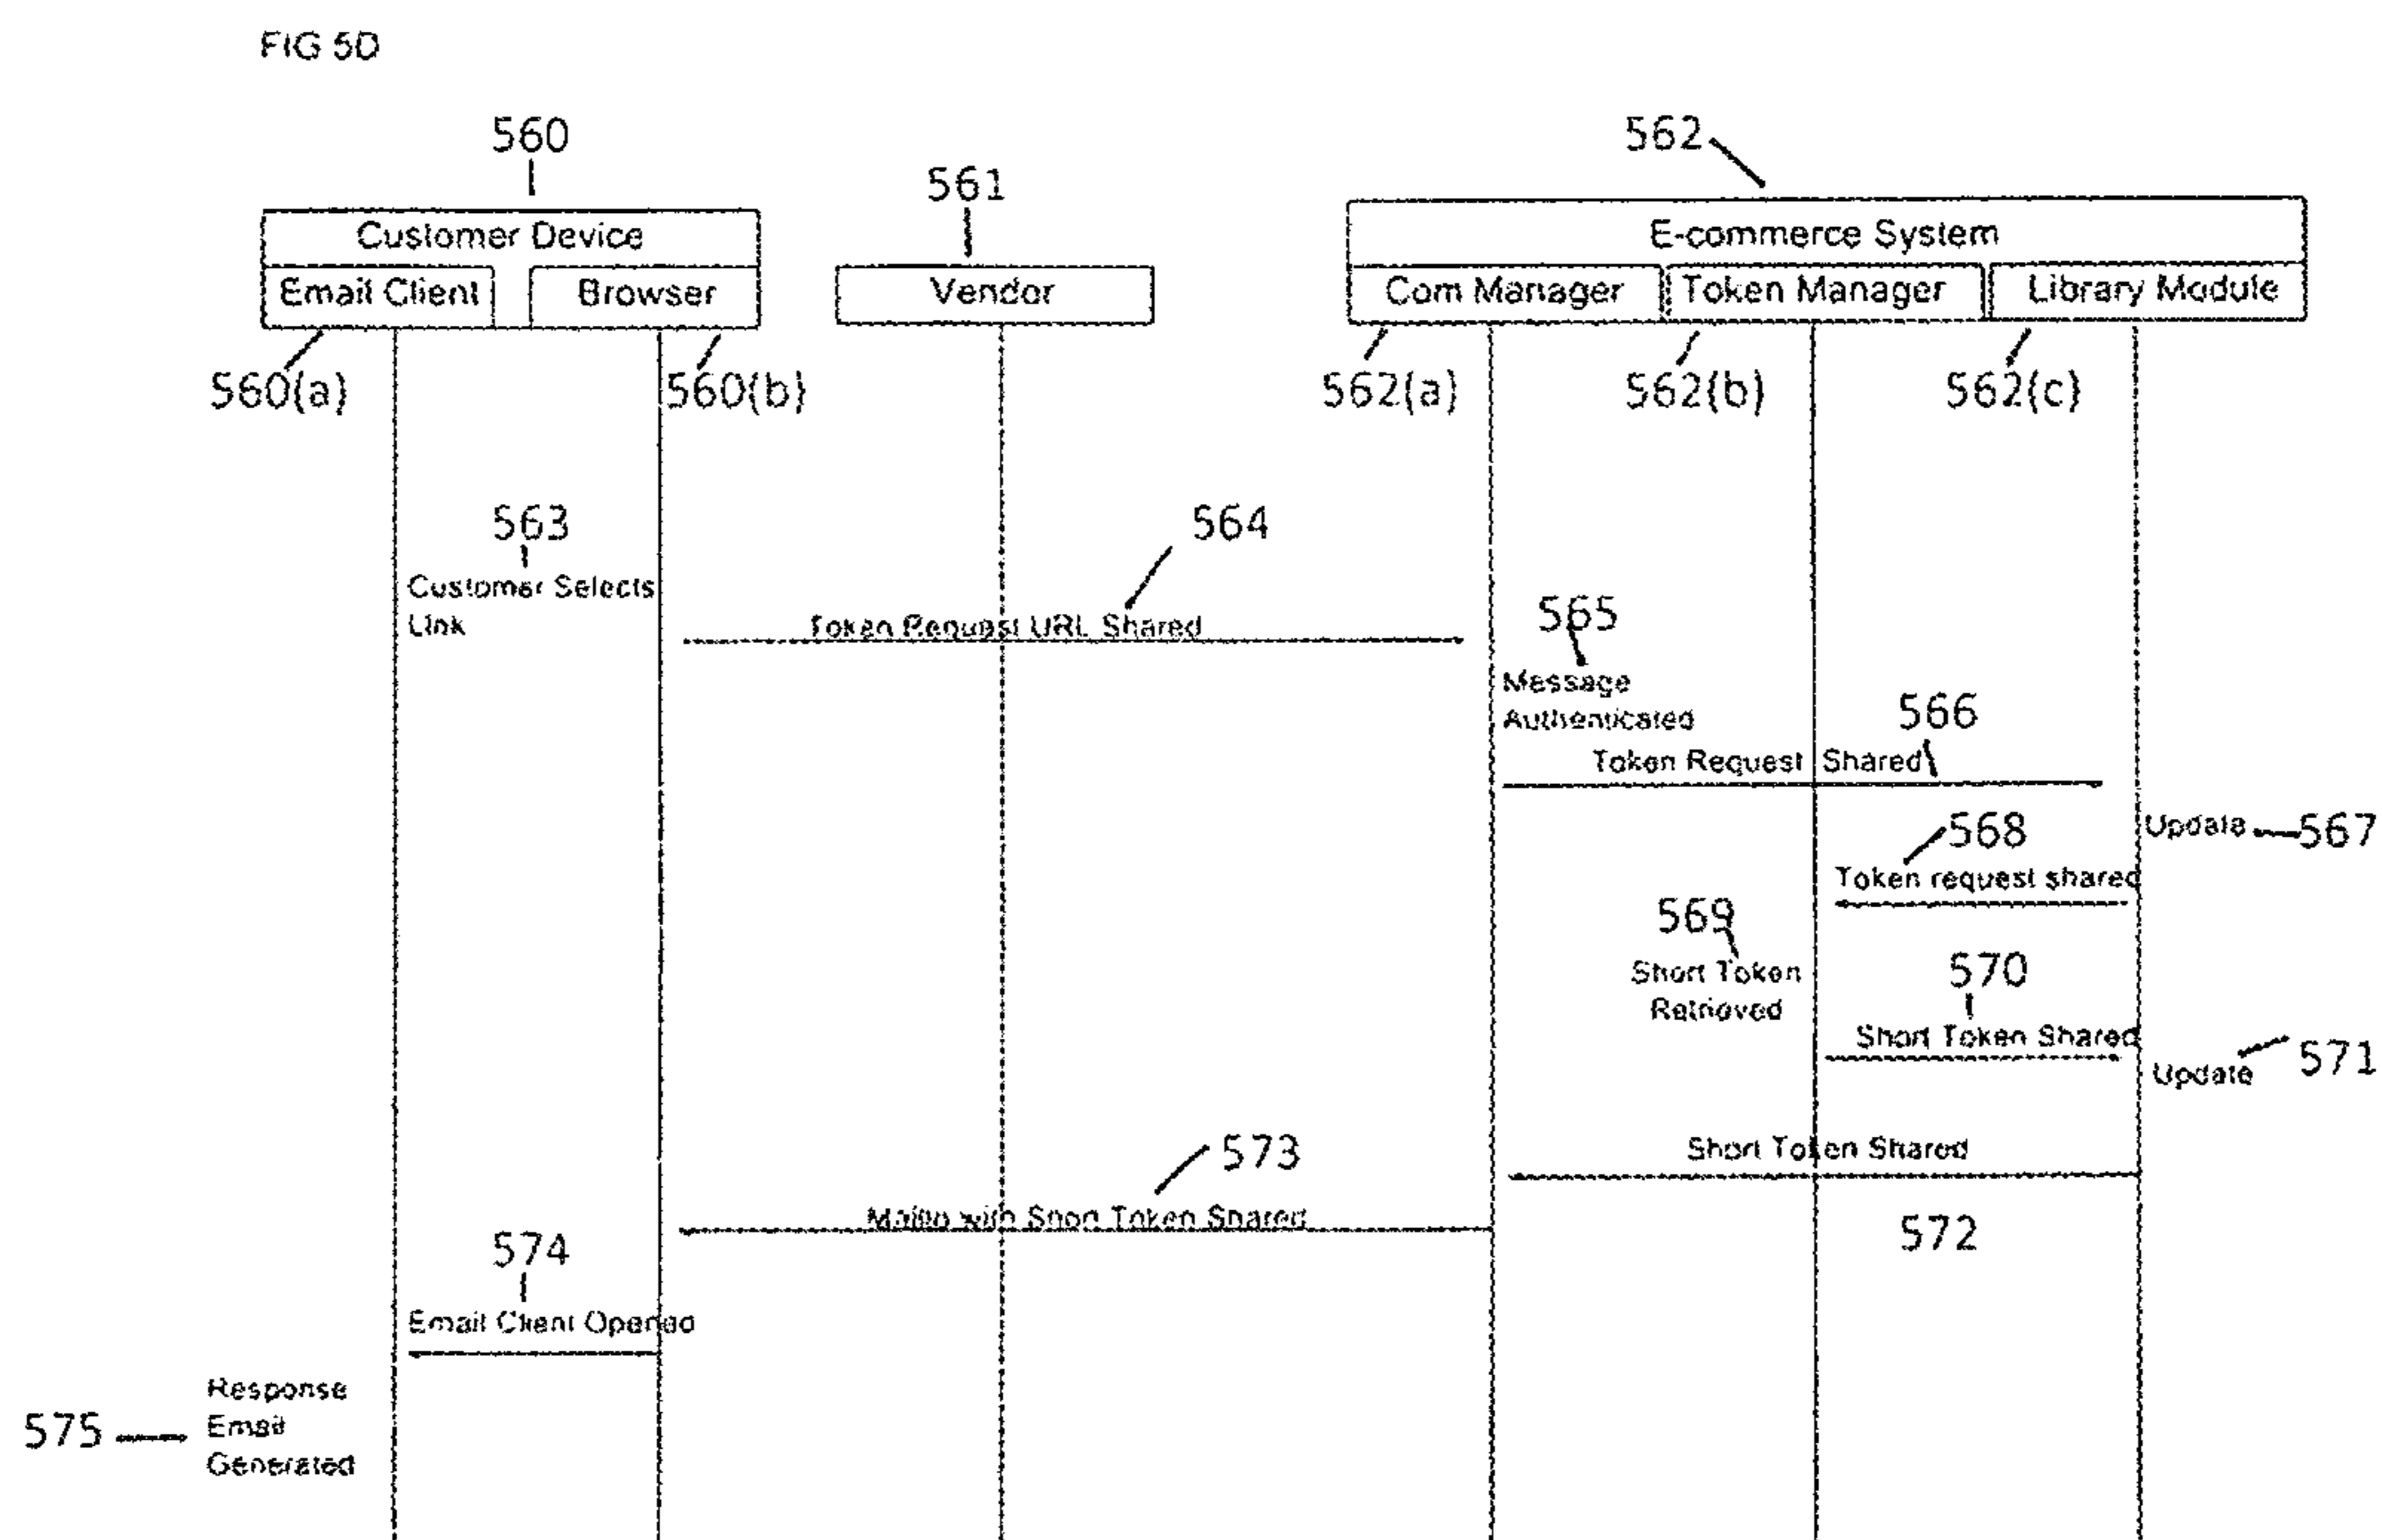 FIG 5D
560
561
562
Customer Device
E-commerce System
Email Client
Browser
Vendor
Com Manager
Token Manager
Library Module
560(a)
560(b)
562(a)
562(b)
562(c)
563
564
Customer Selects
Link
Token Request URL Shared
565
Message
Authenticated
566
Token Request Shared
567
Update
568
Token request shared
569
Short Token
Retrieved
570
Short Token Shared
571
Update
Short Token Shared
572
573
Mailto with Short Token Shared
574
Email Client Opened
575
Response
Email
Generated